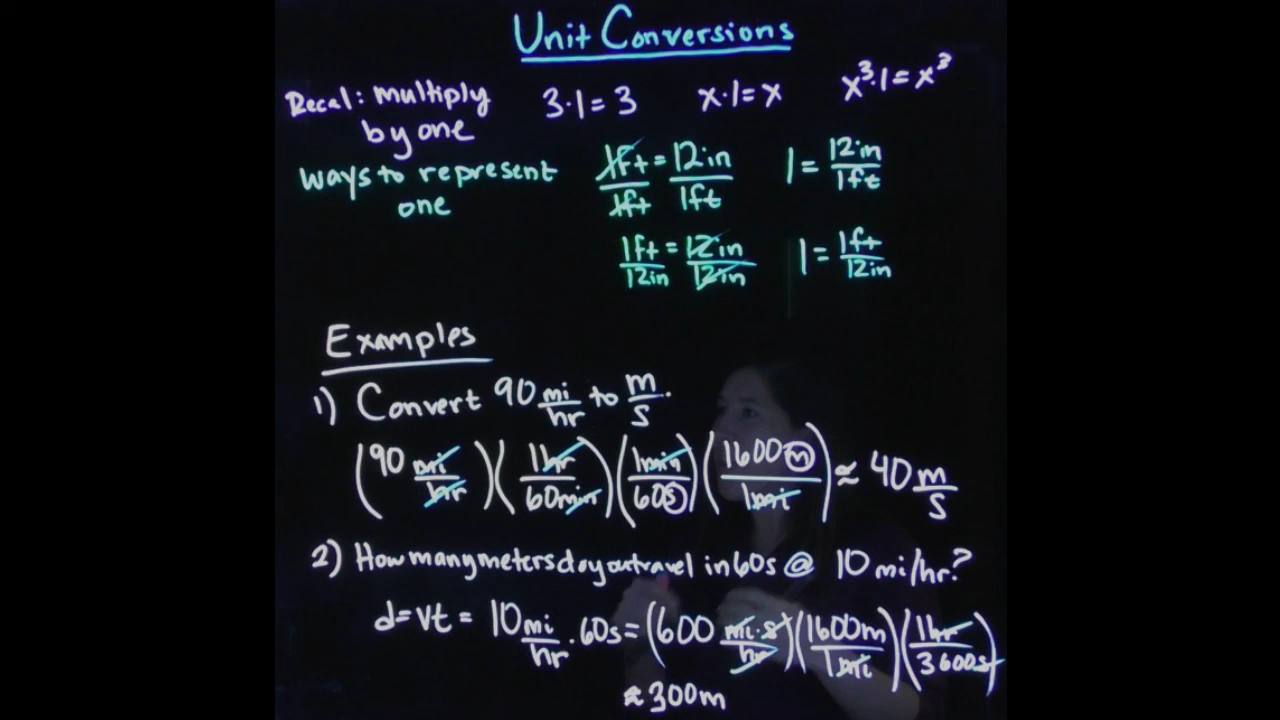 Unit Conversions
Recal: multiply by one 3·1=3 x·1=x x³·1=x³
ways to represent one
1ft/1ft = 12in/1ft 1 = 12in/1ft
1ft/12in = 12in/12in 1 = 1ft/12in
Examples
1) Convert 90 mi/hr to m/s.
(90 mi/hr)(1hr/60min)(1min/60s)(1600m/1mi) ≈ 40 m/s
2) How many meters do you travel in 60s @ 10 mi/hr?
d=vt = 10 mi/hr · 60s = (600 mi·s/hr)(1600m/1mi)(1hr/3600s)
≈ 300m